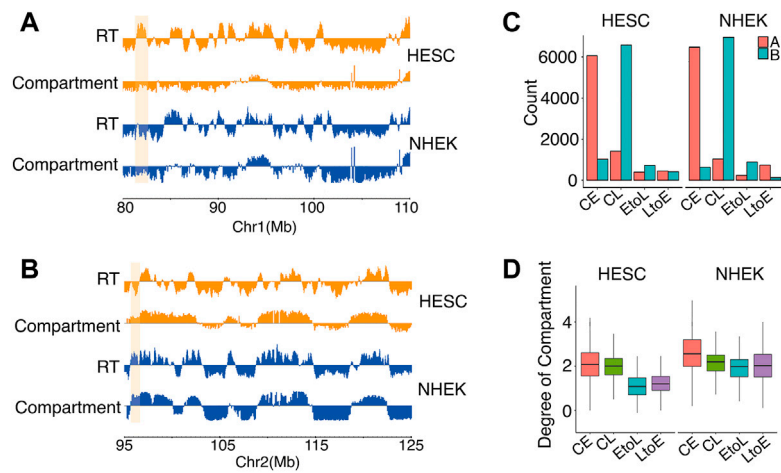 A
RT
HESC
Compartment
RT
NHEK
Compartment
80 90 100 110
Chr1(Mb)
B
RT
HESC
Compartment
RT
NHEK
Compartment
95 105 115 125
Chr2(Mb)
C
HESC NHEK
A
B
Count
6000
4000
2000
0
CE CL EtoL LtoE CE CL EtoL LtoE
D
HESC NHEK
Degree of Compartment
4
2
0
CE CL EtoL LtoE CE CL EtoL LtoE